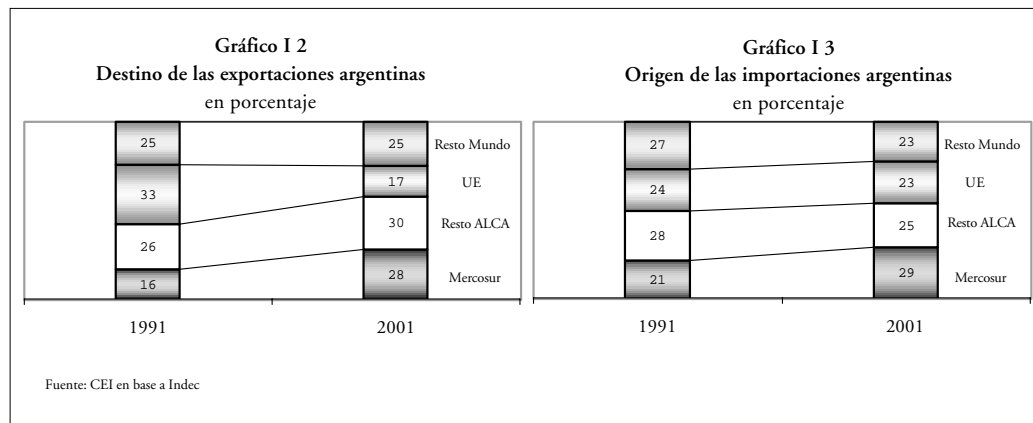 Gráfico I 2
Destino de las exportaciones argentinas
en porcentaje
25
33
26
16
25
17
30
28
Resto Mundo
UE
Resto ALCA
Mercosur
1991
2001
Gráfico I 3
Origen de las importaciones argentinas
en porcentaje
27
24
28
21
23
23
25
29
Resto Mundo
UE
Resto ALCA
Mercosur
1991
2001
Fuente: CEI en base a Indec